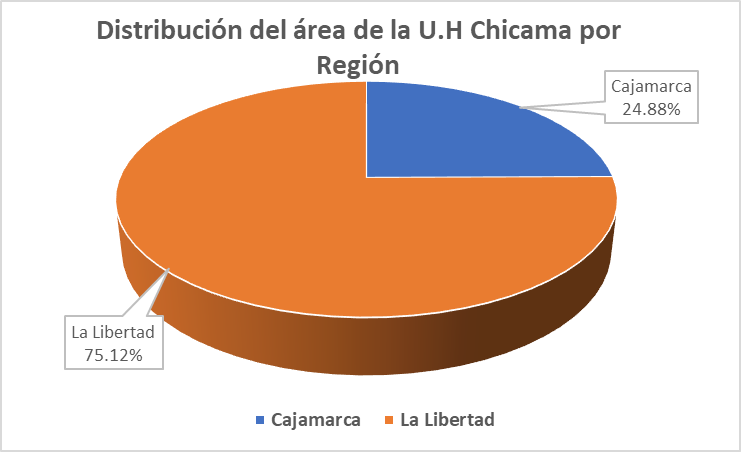 Distribución del área de la U.H Chicama por
Región
Cajamarca
24.88%
La Libertad
75.12%
Cajamarca
La Libertad